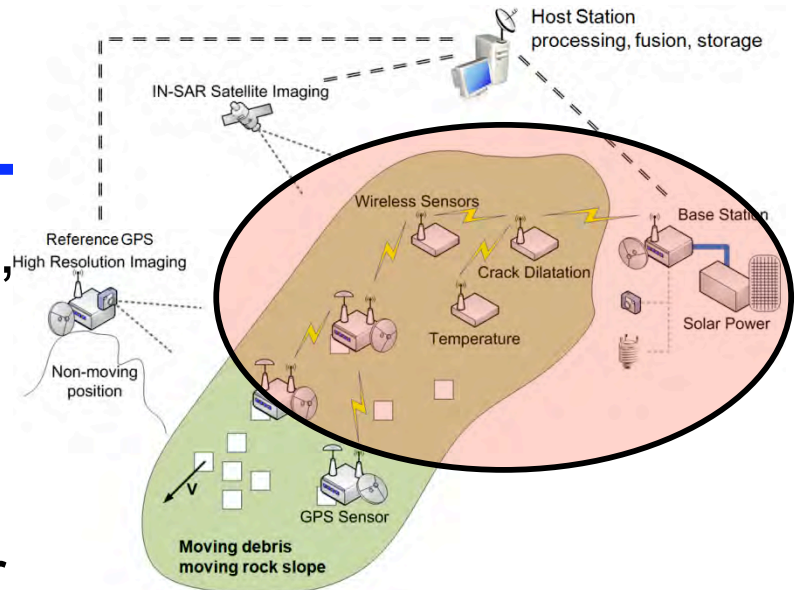 Host Station
processing, fusion, storage
IN-SAR Satellite Imaging
Wireless Sensors
Base Station
Reference GPS
High Resolution Imaging
,
Crack Dilatation
Temperature
Solar Power
Non-moving
position
V
GPS Sensor
Moving debris
moving rock slope